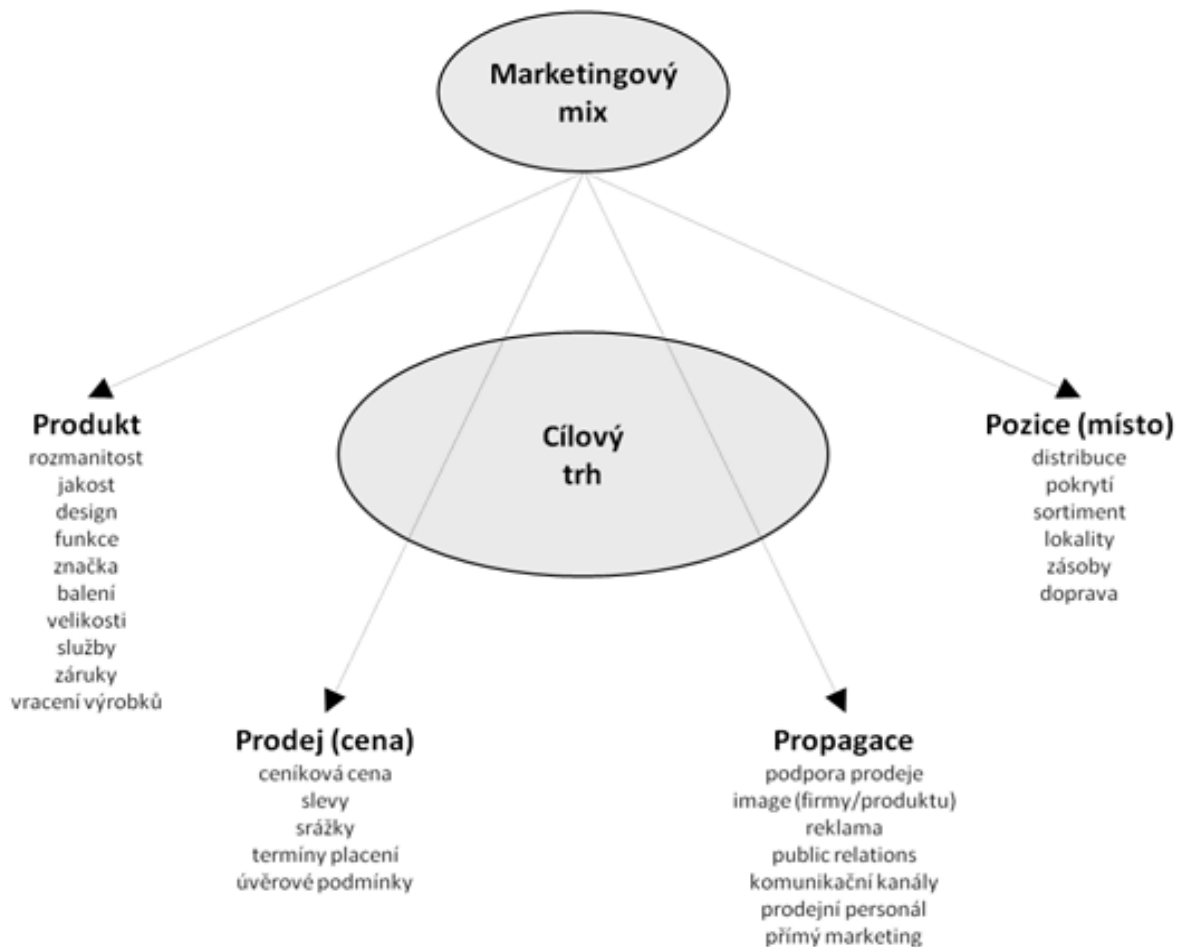 Marketingový
mix
Cílový
trh
Produkt
rozmanitost
jakost
design
funkce
značka
balení
velikosti
služby
záruky
vracení výrobků
Prodej (cena)
ceníková cena
slevy
srážky
termíny placení
úvěrové podmínky
Propagace
podpora prodeje
image (firmy/produktu)
reklama
public relations
komunikační kanály
prodejní personál
přímý marketing
Pozice (místo)
distribuce
pokrytí
sortiment
lokality
zásoby
doprava